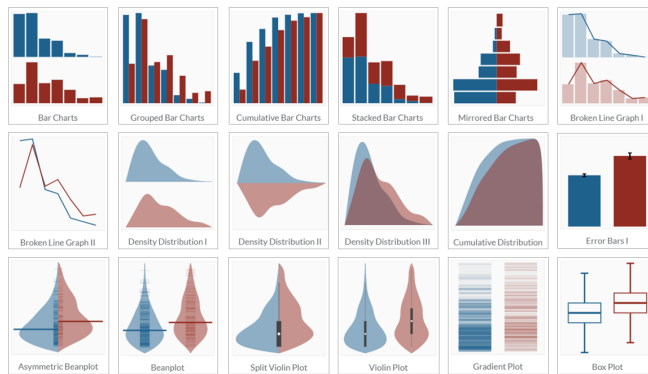 Bar Charts
Grouped Bar Charts
Cumulative Bar Charts
Stacked Bar Charts
Mirrored Bar Charts
Broken Line Graph I
Broken Line Graph II
Density Distribution I
Density Distribution II
Density Distribution III
Cumulative Distribution
Error Bars I
Asymmetric Beanplot
Beanplot
Split Violin Plot
Violin Plot
Gradient Plot
Box Plot